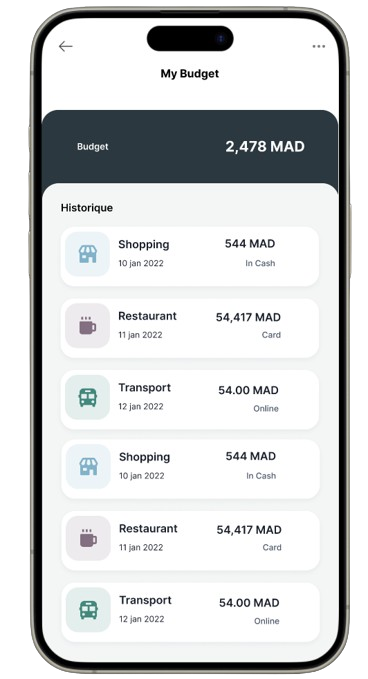 My Budget
Budget 2,478 MAD
Historique
Shopping 544 MAD
10 jan 2022 In Cash
Restaurant 54,417 MAD
11 jan 2022 Card
Transport 54.00 MAD
12 jan 2022 Online
Shopping 544 MAD
10 jan 2022 In Cash
Restaurant 54,417 MAD
11 jan 2022 Card
Transport 54.00 MAD
12 jan 2022 Online